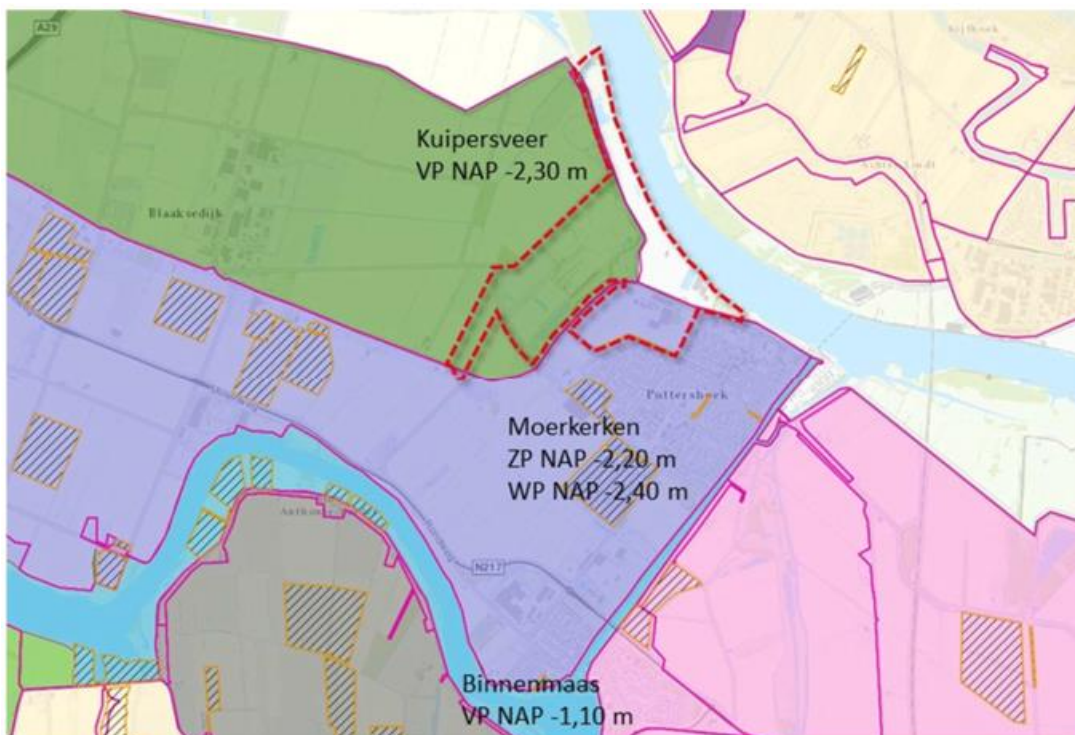 A29
Kuipersveer
VP NAP -2,30 m
Blaaksedijk
Puttershoek
Moerkerken
ZP NAP -2,20 m
WP NAP -2,40 m
N217
Binnenmaas
VP NAP -1,10 m